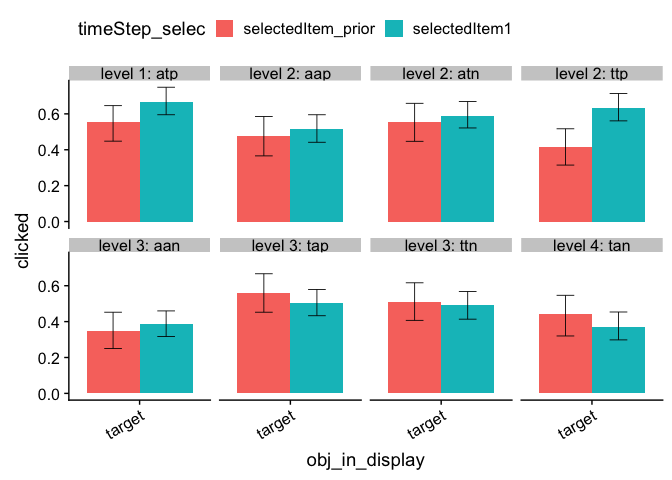 timeStep_selec selectedItem_prior selectedItem1
level 1: atp level 2: aap level 2: atn level 2: ttp
0.6
0.4
0.2
0.0
clicked
level 3: aan level 3: tap level 3: ttn level 4: tan
0.6
0.4
0.2
0.0
target target target target
obj_in_display